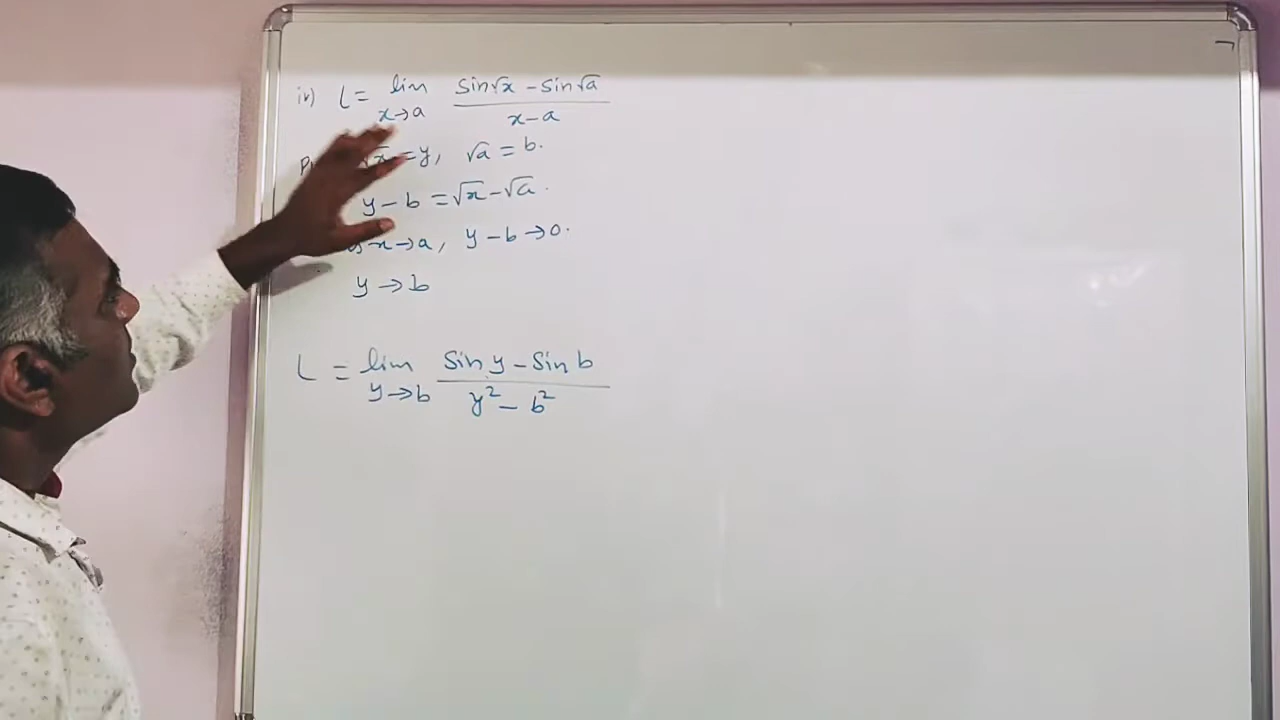 iv) L = lim x→a (sin√x - sin√a) / (x-a)
√x = y, √a = b.
y - b = √x - √a.
x→a, y - b → 0.
y → b
L = lim y→b (sin y - sin b) / (y² - b²)